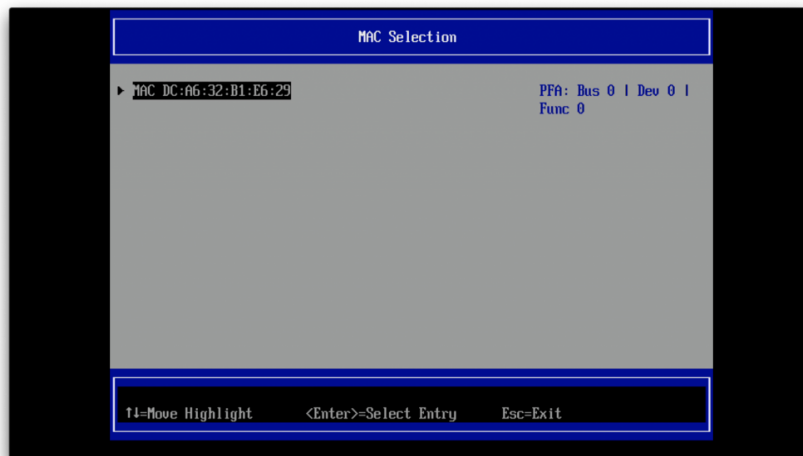 MAC Selection
▶ MAC DC:A6:32:B1:E6:29
PFA: Bus 0 | Dev 0 |
Func 0
↑↓=Move Highlight <Enter>=Select Entry Esc=Exit